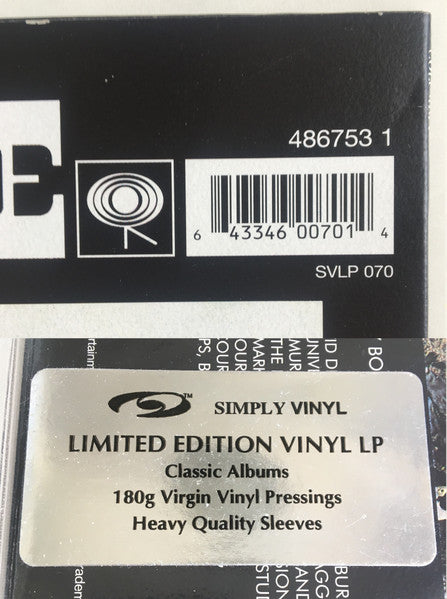 DE
486753 1
6 43346 00701 4
SVLP 070
SIMPLY VINYL
LIMITED EDITION VINYL LP
Classic Albums
180g Virgin Vinyl Pressings
Heavy Quality Sleeves